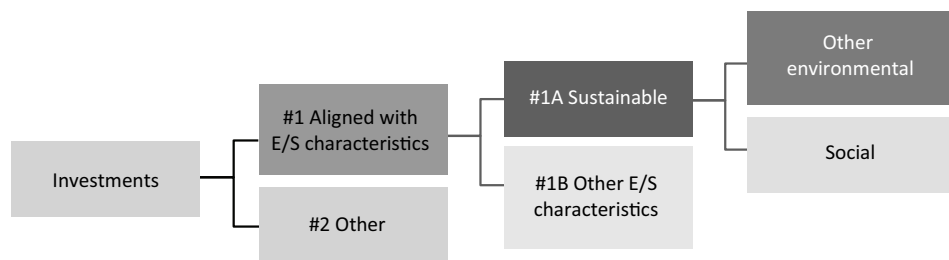 Investments
#1 Aligned with
E/S characteristics
#2 Other
#1A Sustainable
#1B Other E/S
characteristics
Other
environmental
Social